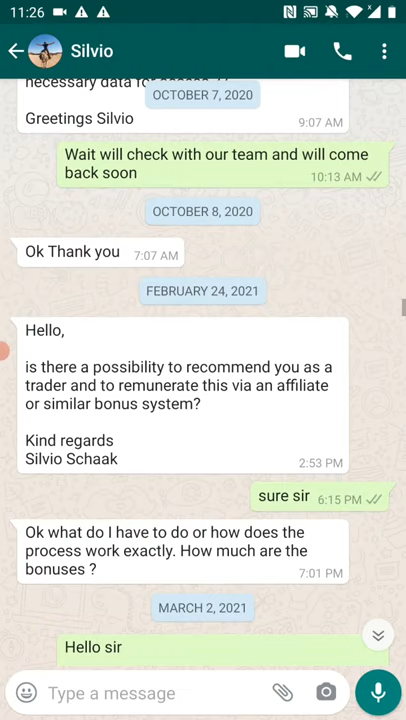 11:26
Silvio
necessary data for
OCTOBER 7, 2020
Greetings Silvio
9:07 AM
Wait will check with our team and will come
back soon
10:13 AM
OCTOBER 8, 2020
Ok Thank you 7:07 AM
FEBRUARY 24, 2021
Hello,
is there a possibility to recommend you as a
trader and to remunerate this via an affiliate
or similar bonus system?
Kind regards
Silvio Schaak
2:53 PM
sure sir 6:15 PM
Ok what do I have to do or how does the
process work exactly. How much are the
bonuses ?
7:01 PM
MARCH 2, 2021
Hello sir
Type a message